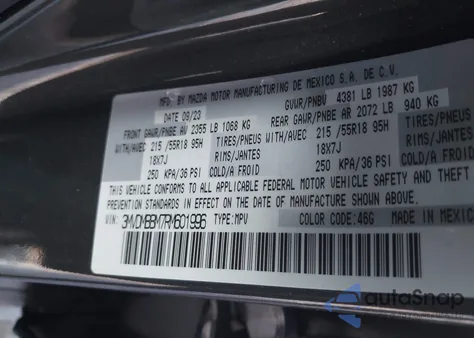 MFD. BY MAZDA MOTOR MANUFACTURING DE MEXICO S.A. DE C.V.
DATE 09/23 GVWR/PNBV 4381 LB 1987 KG
FRONT GAWR/PNBE AV 2355 LB 1068 KG REAR GAWR/PNBE AR 2072 LB 940 KG
WITH/AVEC 215 /55R18 95H TIRES/PNEUS WITH/AVEC 215 /55R18 95H TIRES/PNEUS
18X7J RIMS/JANTES 18X7J RIMS/JANTES
250 KPA/36 PSI COLD/A FROID 250 KPA/36 PSI COLD/A FROID
THIS VEHICLE CONFORMS TO ALL APPLICABLE FEDERAL MOTOR VEHICLE SAFETY AND THEFT
PREVENTION STANDARDS IN EFFECT ON THE DATE OF MANUFACTURE SHOWN ABOVE.
VIN: 3MVDMBBM7RM601996 TYPE: MPV COLOR CODE: 46G MADE IN MEXICO
autoSnap